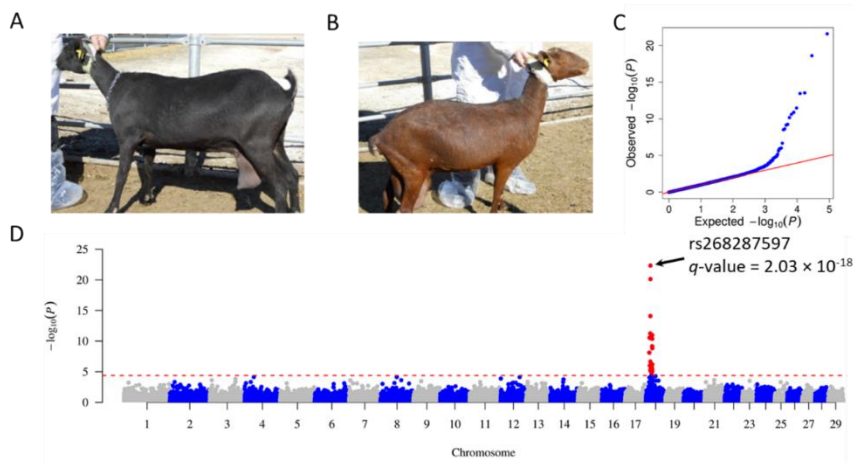 A
B
C
20
15
10
5
0
Observed −log₁₀(P)
0 1 2 3 4 5
Expected −log₁₀(P)
D
rs268287597
q-value = 2.03 × 10⁻¹⁸
25
20
15
10
5
0
−log₁₀(P)
1 2 3 4 5 6 7 8 9 10 11 12 13 14 15 16 17 19 21 23 25 27 29
Chromosome